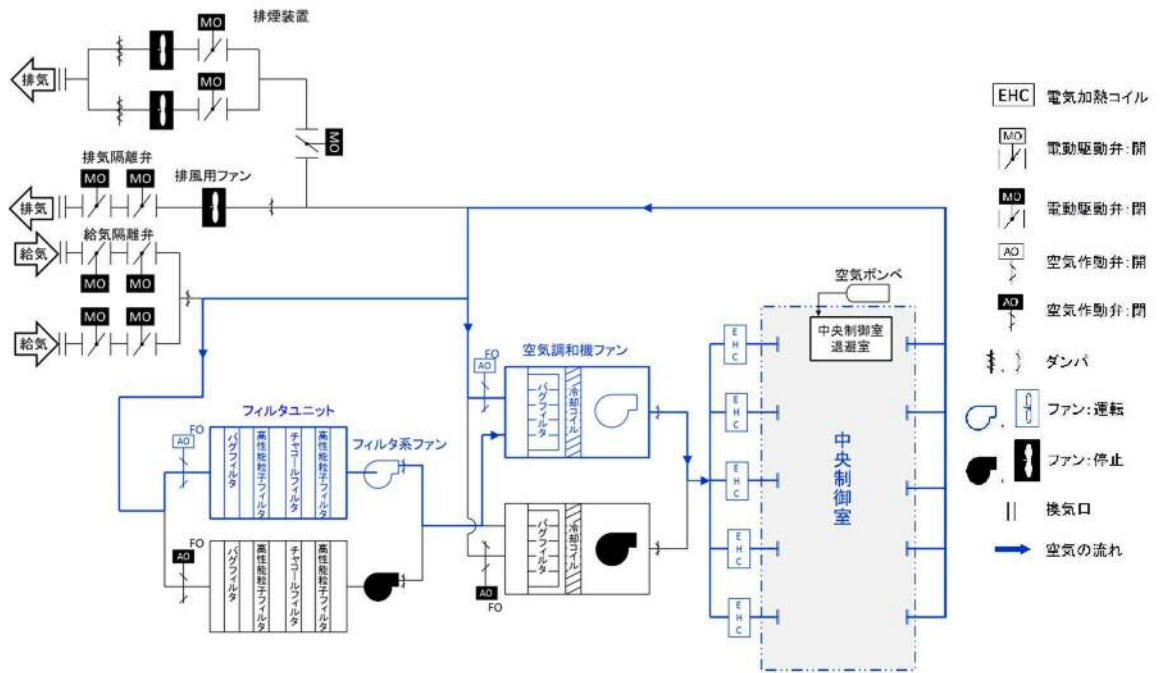 排煙装置
MO
MO
排気
MO
排気隔離弁
MO
MO
排風用ファン
排気
給気隔離弁
給気
MO
MO
MO
MO
給気
空気ボンベ
中央制御室
退避室
中央制御室
EHC
EHC
EHC
EHC
EHC
空気調和機ファン
FO
AO
バグフィルタ
冷却コイル
フィルタユニット
フィルタ系ファン
FO
AO
バグフィルタ
高性能粒子フィルタ
チャコールフィルタ
高性能粒子フィルタ
バグフィルタ
冷却コイル
AO
FO
FO
AO
バグフィルタ
高性能粒子フィルタ
チャコールフィルタ
高性能粒子フィルタ
EHC 電気加熱コイル
MO 電動駆動弁:開
MO 電動駆動弁:閉
AO 空気作動弁:開
AO 空気作動弁:閉
ダンパ
ファン:運転
ファン:停止
換気口
空気の流れ